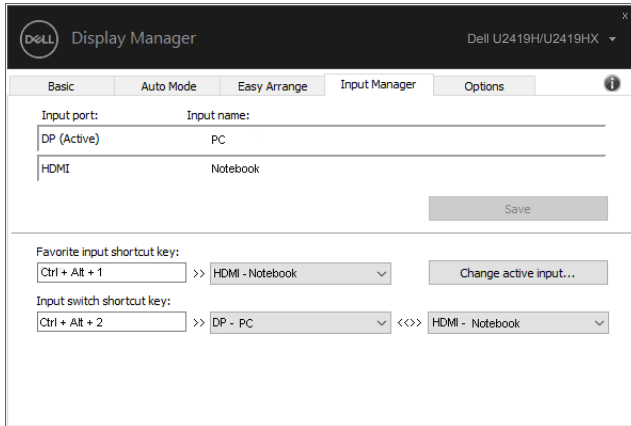 x
DELL Display Manager Dell U2419H/U2419HX
Basic Auto Mode Easy Arrange Input Manager Options i
Input port: Input name:
DP (Active) PC
HDMI Notebook
Save
Favorite input shortcut key:
Ctrl + Alt + 1 >> HDMI - Notebook Change active input...
Input switch shortcut key:
Ctrl + Alt + 2 >> DP - PC <<>> HDMI - Notebook